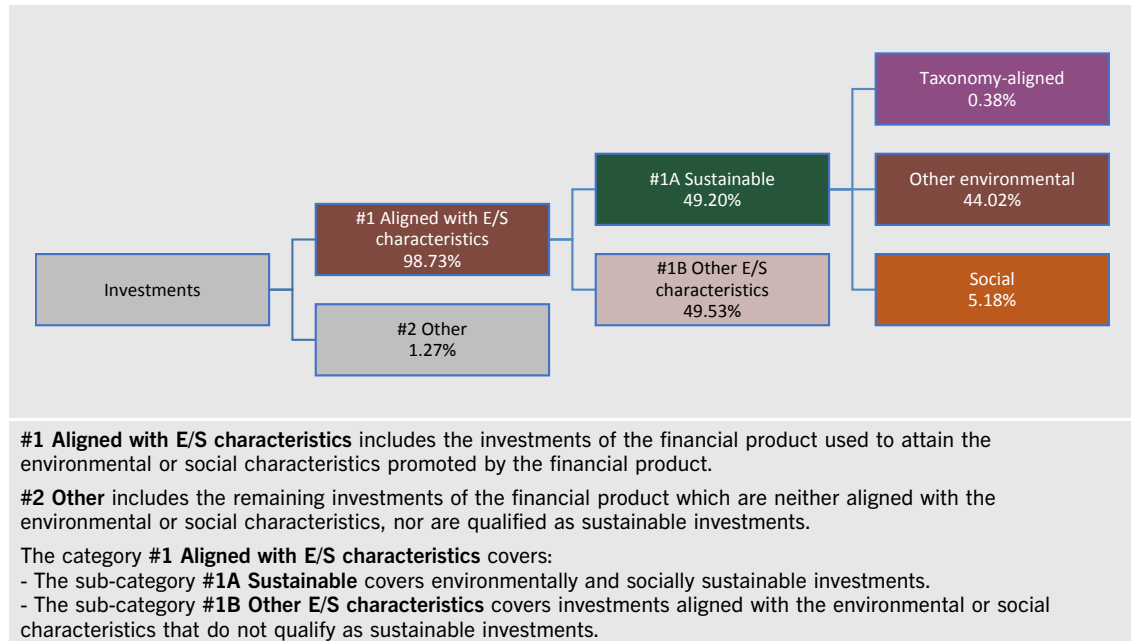 Taxonomy-aligned
0.38%
#1A Sustainable
49.20%
Other environmental
44.02%
#1 Aligned with E/S
characteristics
98.73%
Investments
#1B Other E/S
characteristics
49.53%
Social
5.18%
#2 Other
1.27%
#1 Aligned with E/S characteristics includes the investments of the financial product used to attain the
environmental or social characteristics promoted by the financial product.
#2 Other includes the remaining investments of the financial product which are neither aligned with the
environmental or social characteristics, nor are qualified as sustainable investments.
The category #1 Aligned with E/S characteristics covers:
- The sub-category #1A Sustainable covers environmentally and socially sustainable investments.
- The sub-category #1B Other E/S characteristics covers investments aligned with the environmental or social
characteristics that do not qualify as sustainable investments.